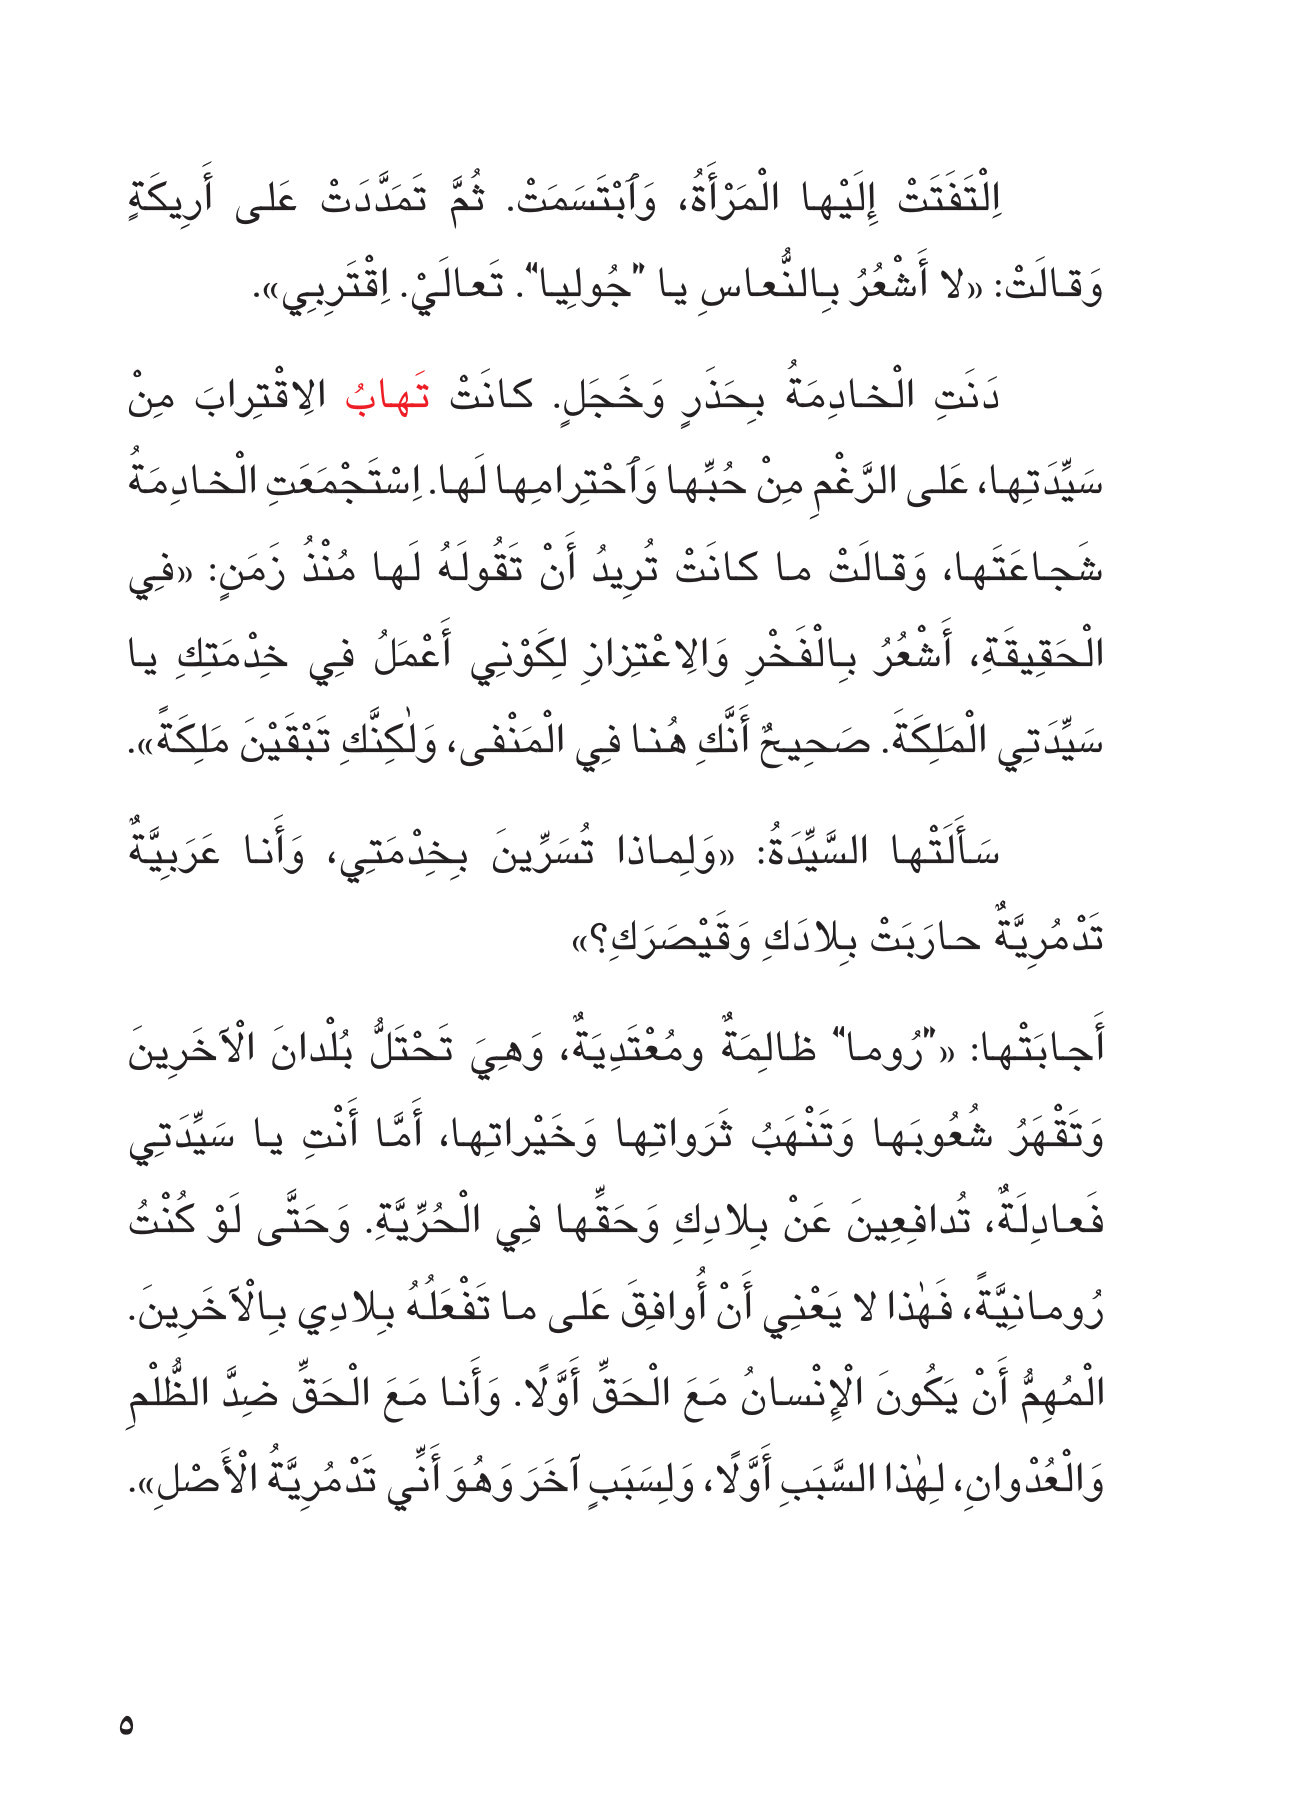 اِلْتَفَتَتْ إِلَيْها الْمَرْأَةُ، وَٱبْتَسَمَتْ. ثُمَّ تَمَدَّدَتْ عَلى أَرِيكَةٍ
وَقالَتْ: «لا أَشْعُرُ بِالنُّعاسِ يا "جُولِيا". تَعالَيْ. اِقْتَرِبِي».
دَنَتِ الْخادِمَةُ بِحَذَرٍ وَخَجَلٍ. كانَتْ تَهابُ الِاقْتِرابَ مِنْ
سَيِّدَتِها، عَلى الرَّغْمِ مِنْ حُبِّها وَٱحْتِرامِها لَها. اِسْتَجْمَعَتِ الْخادِمَةُ
شَجاعَتَها، وَقالَتْ ما كانَتْ تُرِيدُ أَنْ تَقُولَهُ لَها مُنْذُ زَمَنٍ: «فِي
الْحَقِيقَةِ، أَشْعُرُ بِالْفَخْرِ وَالِاعْتِزازِ لِكَوْنِي أَعْمَلُ فِي خِدْمَتِكِ يا
سَيِّدَتِي الْمَلِكَةَ. صَحِيحٌ أَنَّكِ هُنا فِي الْمَنْفى، وَلٰكِنَّكِ تَبْقَيْنَ مَلِكَةً».
سَأَلَتْها السَّيِّدَةُ: «وَلِماذا تُسَرِّينَ بِخِدْمَتِي، وَأَنا عَرَبِيَّةٌ
تَدْمُرِيَّةٌ حارَبَتْ بِلادَكِ وَقَيْصَرَكِ؟»
أَجابَتْها: «"رُوما" ظالِمَةٌ ومُعْتَدِيَةٌ، وَهِيَ تَحْتَلُّ بُلْدانَ الْآخَرِينَ
وَتَقْهَرُ شُعُوبَها وَتَنْهَبُ ثَرَواتِها وَخَيْراتِها، أَمَّا أَنْتِ يا سَيِّدَتِي
فَعادِلَةٌ، تُدافِعِينَ عَنْ بِلادِكِ وَحَقِّها فِي الْحُرِّيَّةِ. وَحَتَّى لَوْ كُنْتُ
رُومانِيَّةً، فَهٰذا لا يَعْنِي أَنْ أُوافِقَ عَلى ما تَفْعَلُهُ بِلادِي بِالْآخَرِينَ.
الْمُهِمُّ أَنْ يَكُونَ الْإِنْسانُ مَعَ الْحَقِّ أَوَّلًا. وَأَنا مَعَ الْحَقِّ ضِدَّ الظُّلْمِ
وَالْعُدْوانِ، لِهٰذا السَّبَبِ أَوَّلًا، وَلِسَبَبٍ آخَرَ وَهُوَ أَنِّي تَدْمُرِيَّةُ الْأَصْلِ».
٥